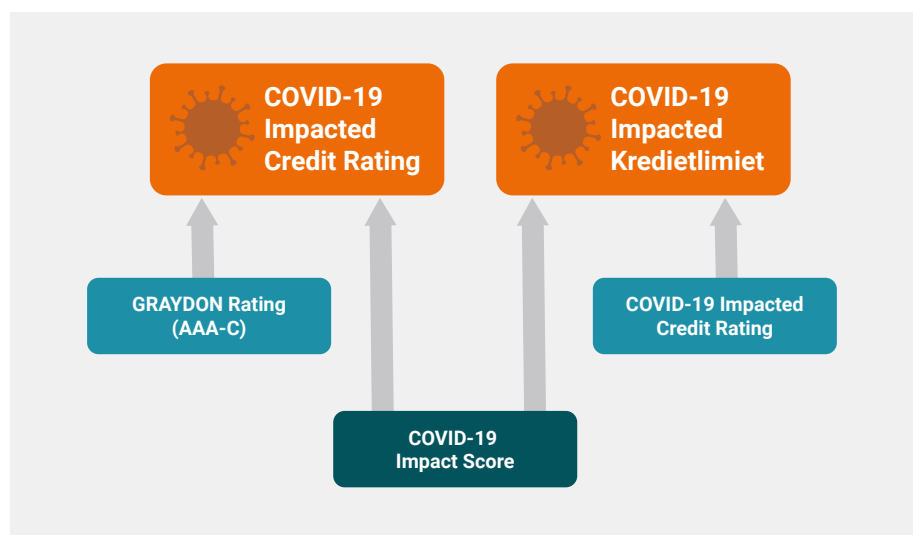 COVID-19
Impacted
Credit Rating
COVID-19
Impacted
Kredietlimiet
GRAYDON Rating
(AAA-C)
COVID-19 Impacted
Credit Rating
COVID-19
Impact Score